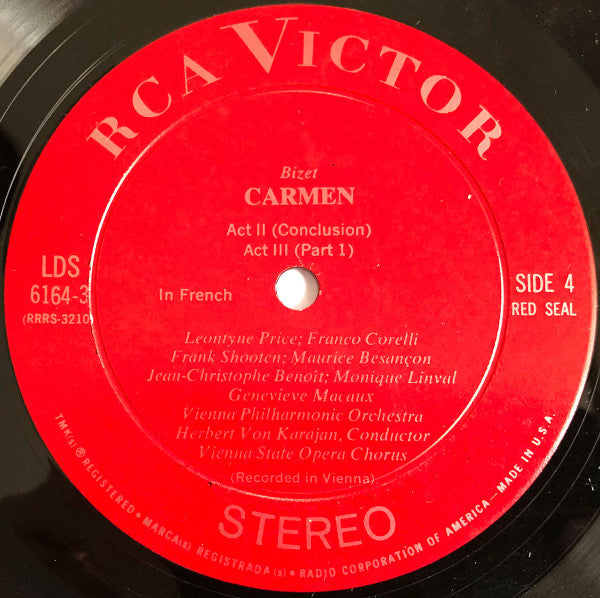 RCA VICTOR
Bizet
CARMEN
Act II (Conclusion)
Act III (Part 1)
LDS
6164-3
(RRRS-3210)
In French
SIDE 4
RED SEAL
Leontyne Price; Franco Corelli
Frank Shooten; Maurice Besançon
Jean-Christophe Benoît; Monique Linval
Genevieve Macaux
Vienna Philharmonic Orchestra
Herbert Von Karajan, Conductor
Vienna State Opera Chorus
(Recorded in Vienna)
STEREO
TMK(s) ® REGISTERED • MARCA(s) REGISTRADA(s) • RADIO CORPORATION OF AMERICA—MADE IN U.S.A.